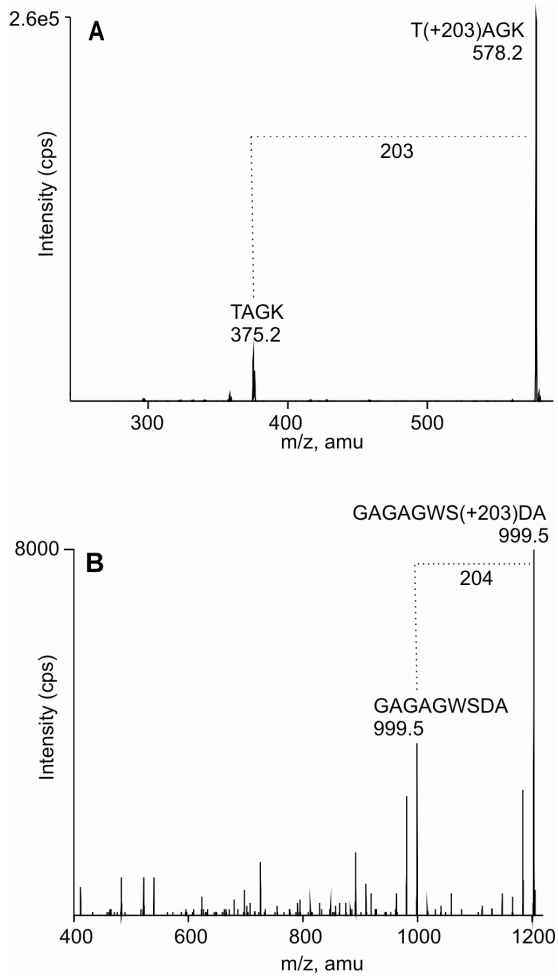 2.6e5
A
T(+203)AGK
578.2
203
TAGK
375.2
Intensity (cps)
300 400 500
m/z, amu
GAGAGWS(+203)DA
999.5
8000
B
204
GAGAGWSDA
999.5
Intensity (cps)
400 600 800 1000 1200
m/z, amu